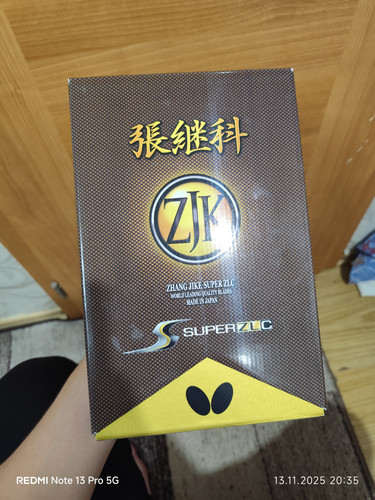 張継科
ZJK
ZHANG JIKE SUPER ZLC
WORLD LEADING QUALITY BLADES
MADE IN JAPAN
S SUPER ZLC
REDMI Note 13 Pro 5G
13.11.2025 20:35